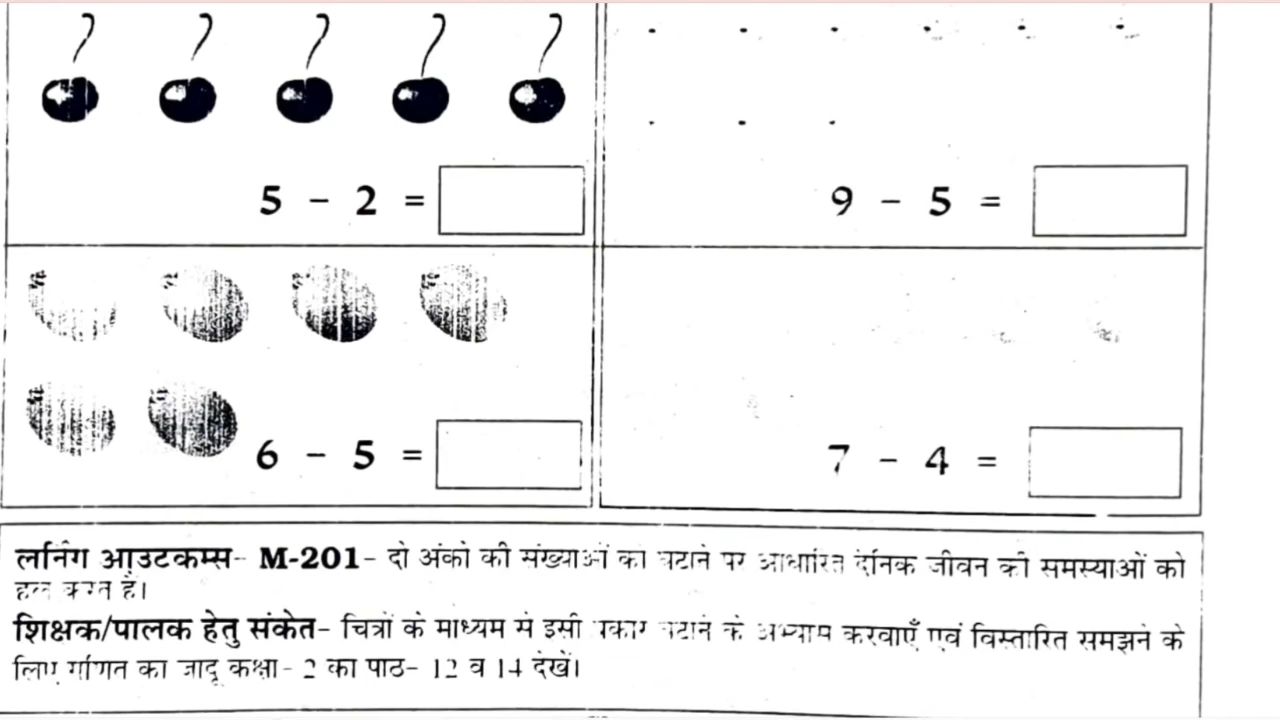 5 - 2 =
9 - 5 =
6 - 5 =
7 - 4 =
लर्निंग आउटकम्स- M-201- दो अंको की संख्याओं को घटाने पर आधारित दैनिक जीवन की समस्याओं को
हल करते हैं।
शिक्षक/पालक हेतु संकेत- चित्रों के माध्यम से इसी प्रकार घटाने के अभ्यास करवाएँ एवं विस्तारित समझने के
लिए गणित का जादू कक्षा- 2 का पाठ- 12 व 14 देखें।